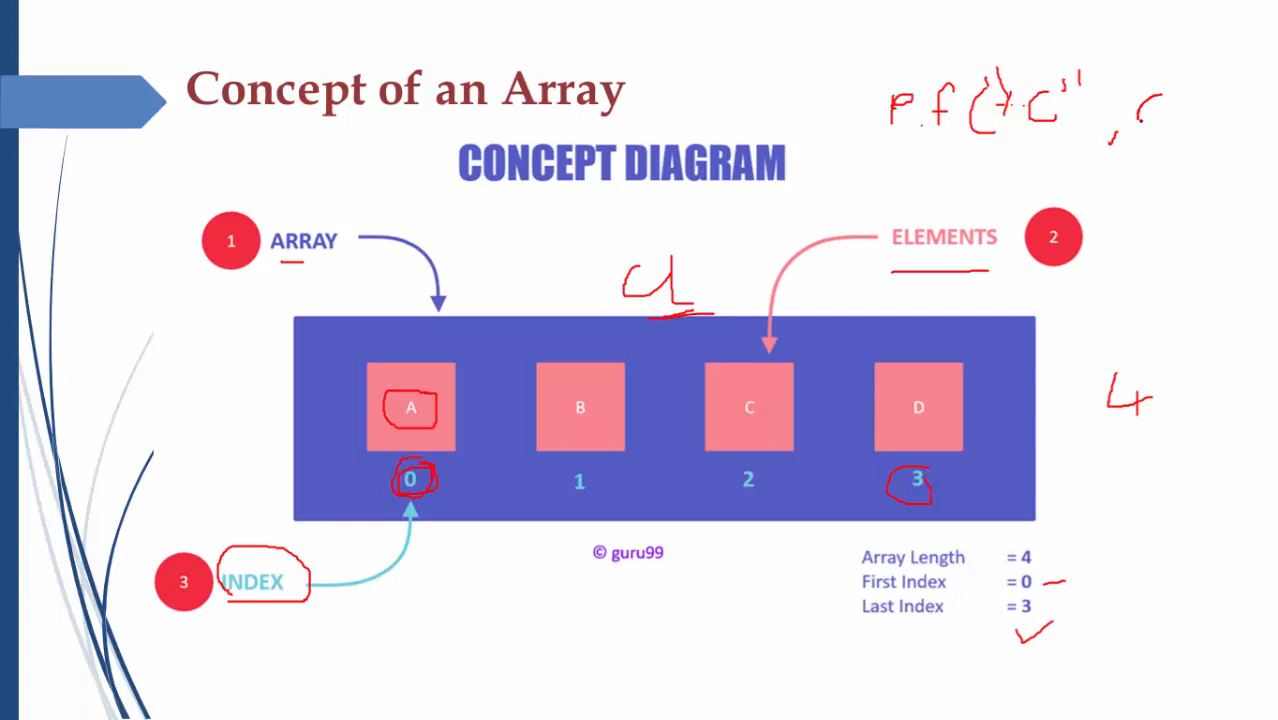 Concept of an Array
P.f("%c", 
CONCEPT DIAGRAM
1 ARRAY
ELEMENTS 2
a
A B C D
4
0 1 2 3
© guru99
3 INDEX
Array Length = 4
First Index = 0
Last Index = 3